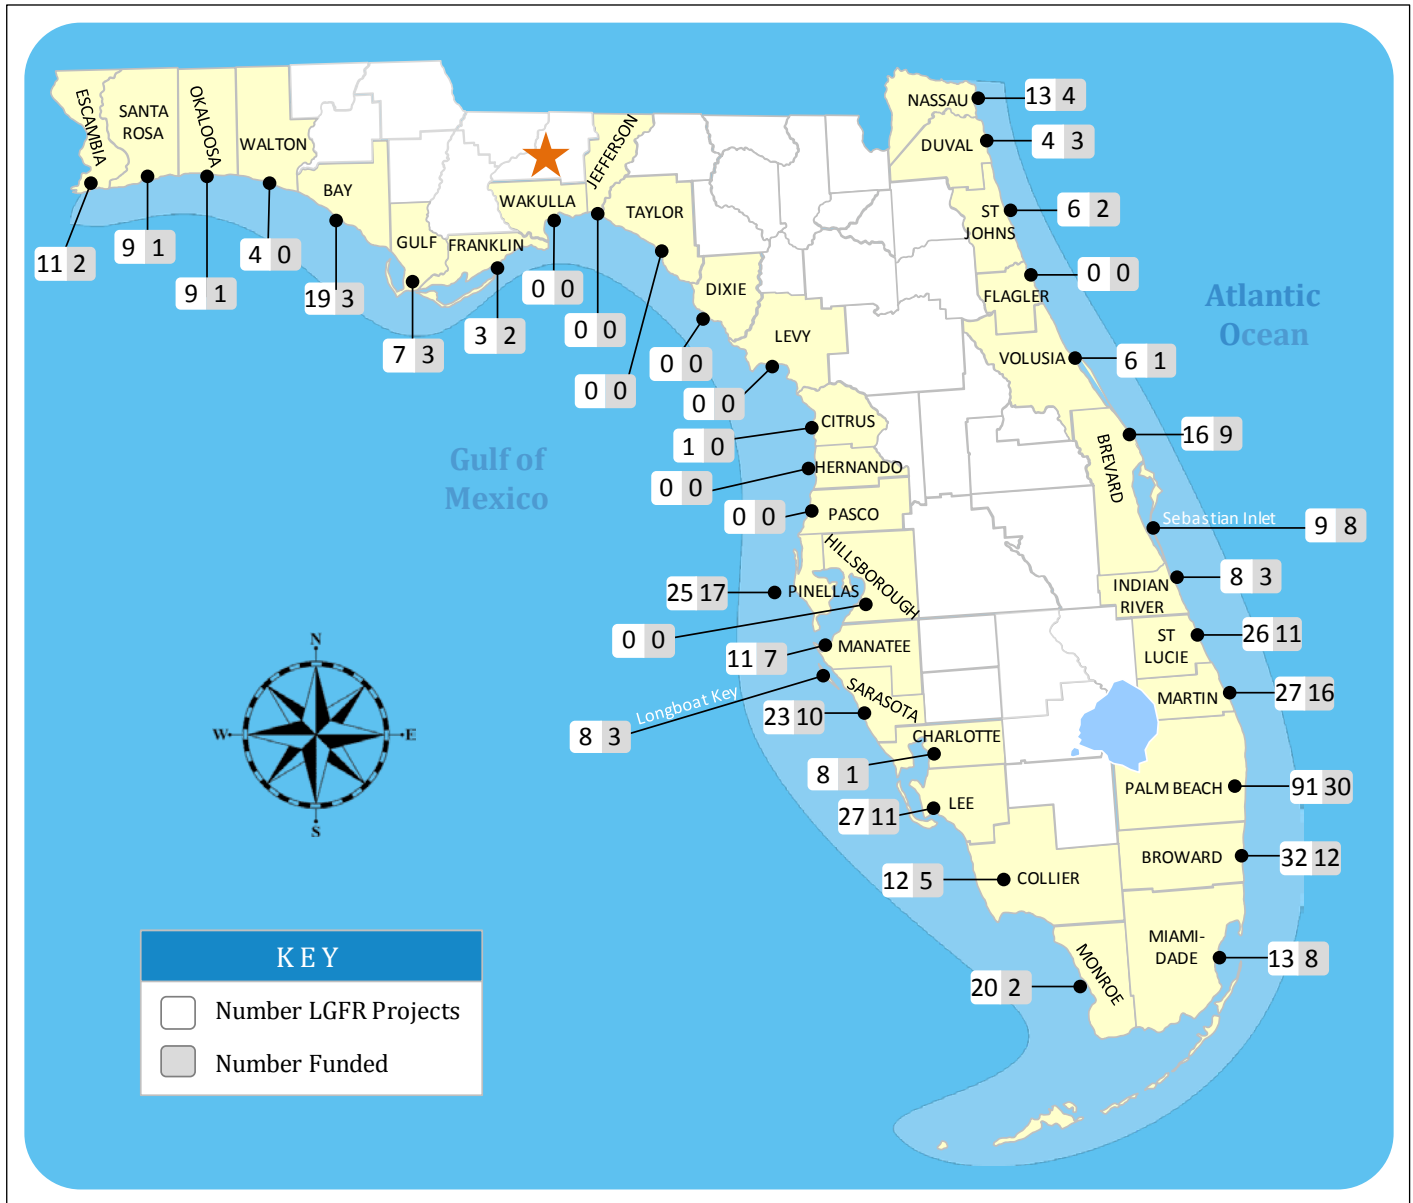 NASSAU
13 4
DUVAL
4 3
ESCAMBIA
SANTA
ROSA
OKALOOSA
WALTON
BAY
GULF
FRANKLIN
WAKULLA
JEFFERSON
TAYLOR
DIXIE
LEVY
ST
JOHNS
6 2
FLAGLER
0 0
11 2
9 1
9 1
4 0
19 3
7 3
3 2
0 0
0 0
0 0
0 0
0 0
Atlantic
Ocean
VOLUSIA
6 1
CITRUS
1 0
BREVARD
16 9
Gulf of
Mexico
HERNANDO
0 0
PASCO
0 0
Sebastian Inlet
9 8
HILLSBOROUGH
PINELLAS
25 17
0 0
INDIAN
RIVER
8 3
MANATEE
11 7
ST
LUCIE
26 11
Longboat Key
8 3
SARASOTA
23 10
MARTIN
27 16
CHARLOTTE
8 1
LEE
27 11
PALM BEACH
91 30
BROWARD
32 12
COLLIER
12 5
MIAMI-
DADE
13 8
MONROE
20 2
N
W
E
S
KEY
Number LGFR Projects
Number Funded